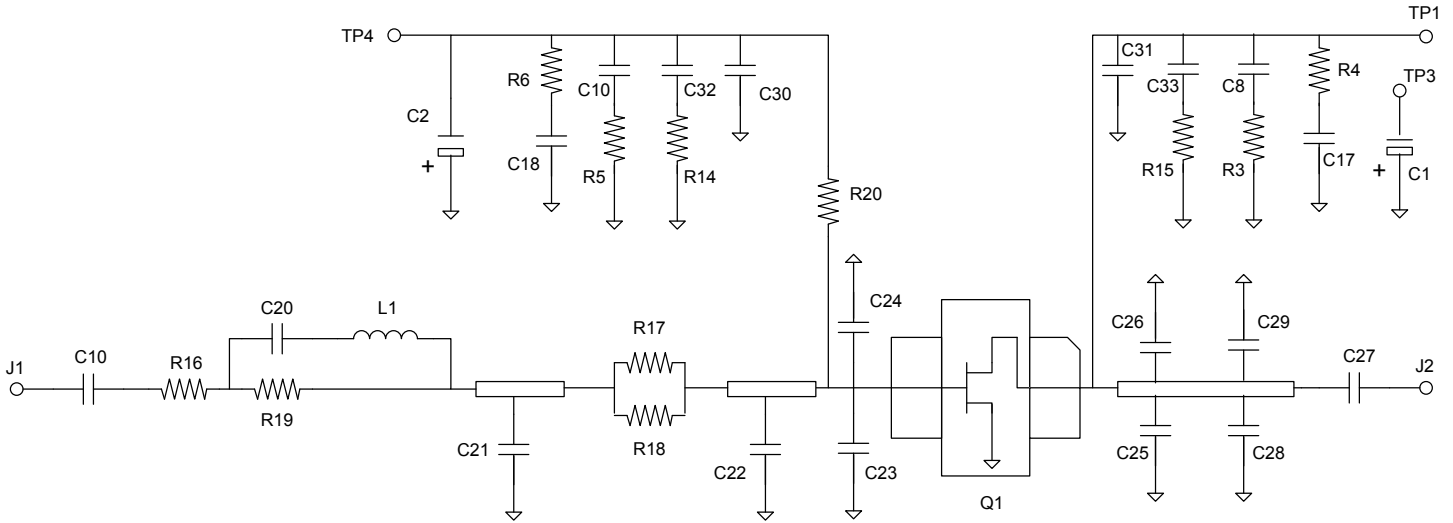 TP1
TP4
C31
R6
C10
C32
C30
C33
C8
R4
TP3
C2
C18
R5
R14
R15
R3
C17
C1
+
+
R20
C24
C20
L1
R17
C26
C29
J1
C10
R16
C27
J2
R19
C21
R18
C22
C23
C25
C28
Q1